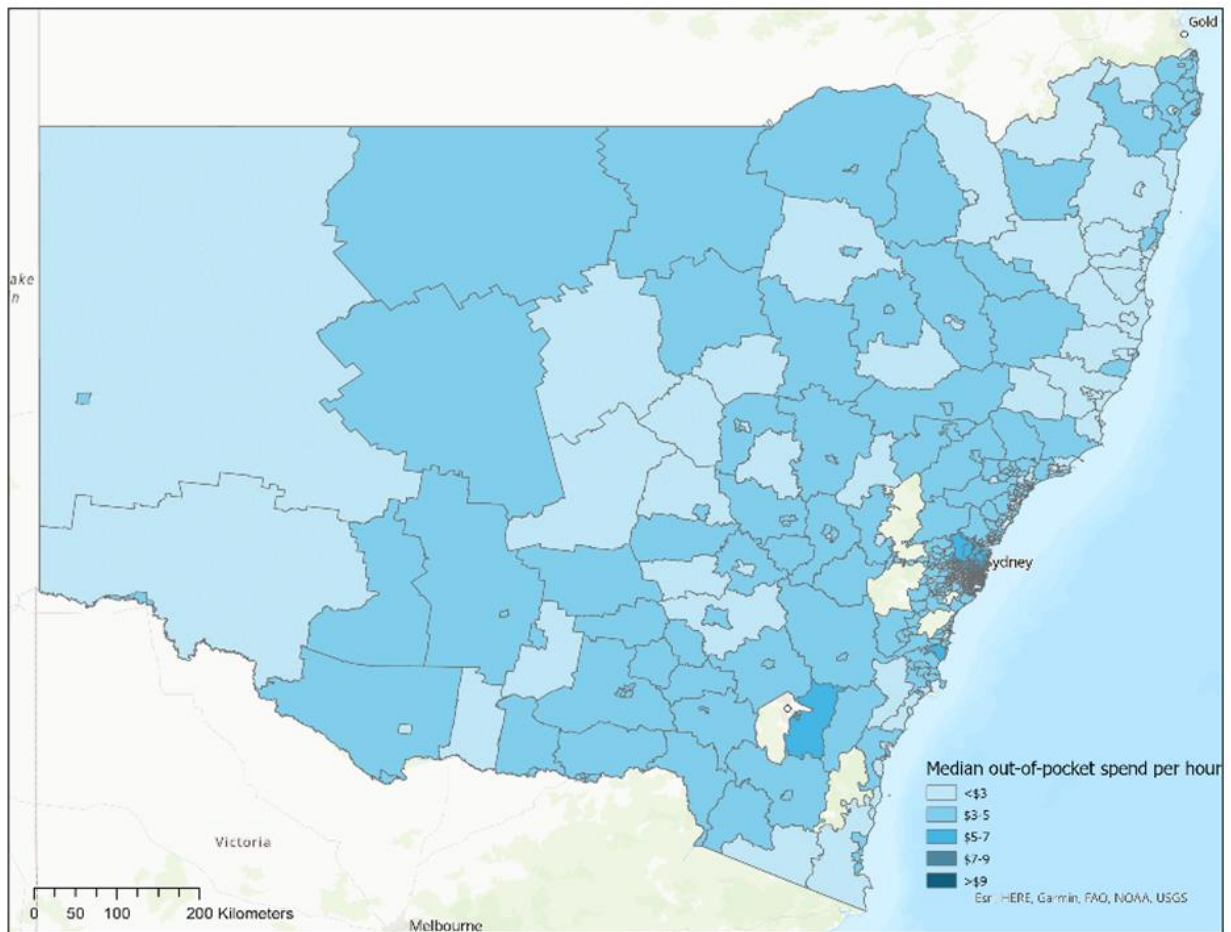 Gold
ake
n
ydney
Median out-of-pocket spend per hour
<$3
$3-5
$5-7
$7-9
>$9
Esri, HERE, Garmin, FAO, NOAA, USGS
Victoria
0 50 100 200 Kilometers
Melbourne